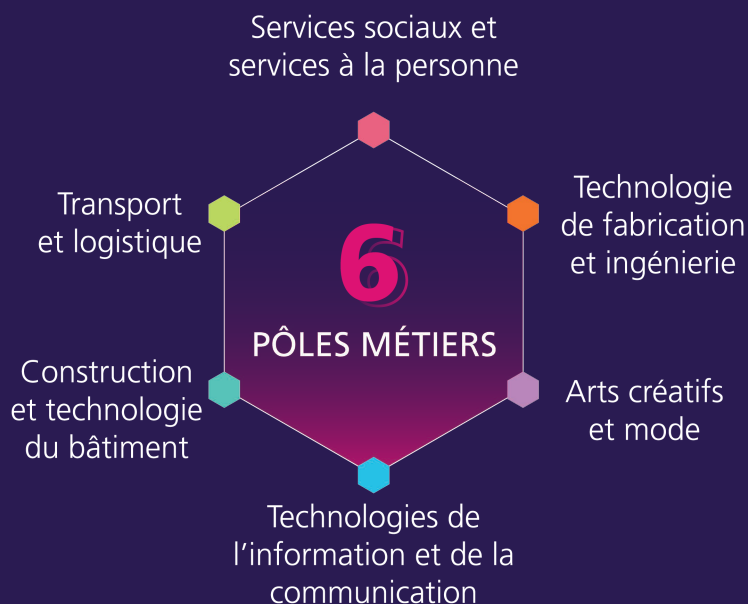 Services sociaux et
services à la personne
Technologie
de fabrication
et ingénierie
Arts créatifs
et mode
Technologies de
l'information et de la
communication
Construction
et technologie
du bâtiment
Transport
et logistique
6
PÔLES MÉTIERS